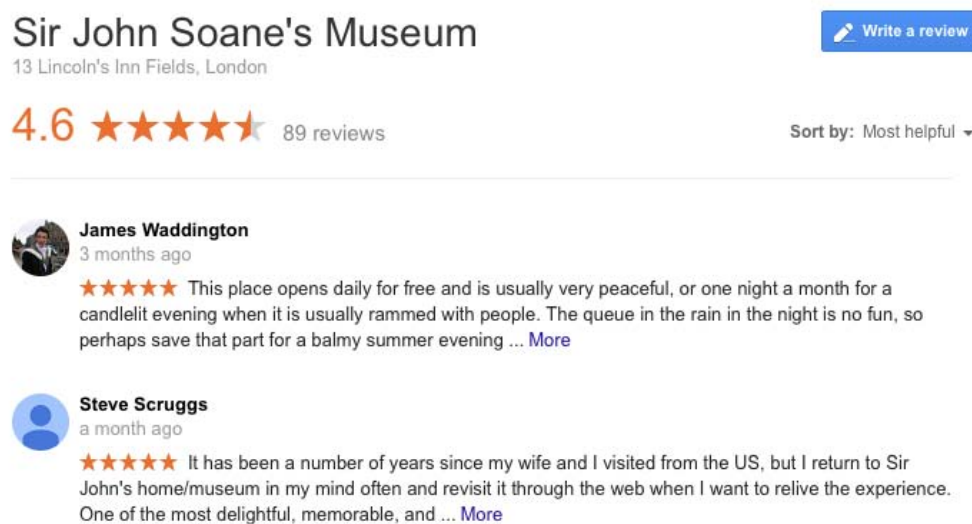 Sir John Soane's Museum
Write a review
13 Lincoln's Inn Fields, London
4.6 89 reviews
Sort by: Most helpful
James Waddington
3 months ago
This place opens daily for free and is usually very peaceful, or one night a month for a
candlelit evening when it is usually rammed with people. The queue in the rain in the night is no fun, so
perhaps save that part for a balmy summer evening ... More
Steve Scruggs
a month ago
It has been a number of years since my wife and I visited from the US, but I return to Sir
John's home/museum in my mind often and revisit it through the web when I want to relive the experience.
One of the most delightful, memorable, and ... More